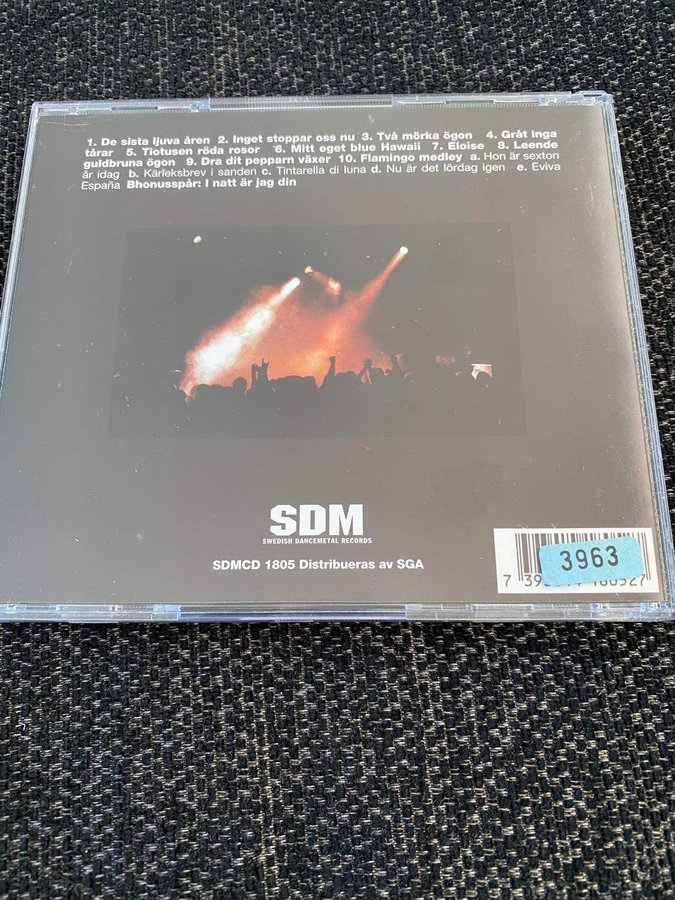 1. De sista ljuva åren 2. Inget stoppar oss nu 3. Två mörka ögon 4. Gråt inga
tårar 5. Tiotusen röda rosor 6. Mitt eget blue Hawaii 7. Eloise 8. Leende
guldbruna ögon 9. Dra dit pepparn växer 10. Flamingo medley a. Hon är sexton
år idag b. Kärleksbrev i sanden c. Tintarella di luna d. Nu är det lördag igen e. Eviva
España Bhonusspår: I natt är jag din
SDM
SWEDISH DANCEMETAL RECORDS
SDMCD 1805 Distribueras av SGA
3963